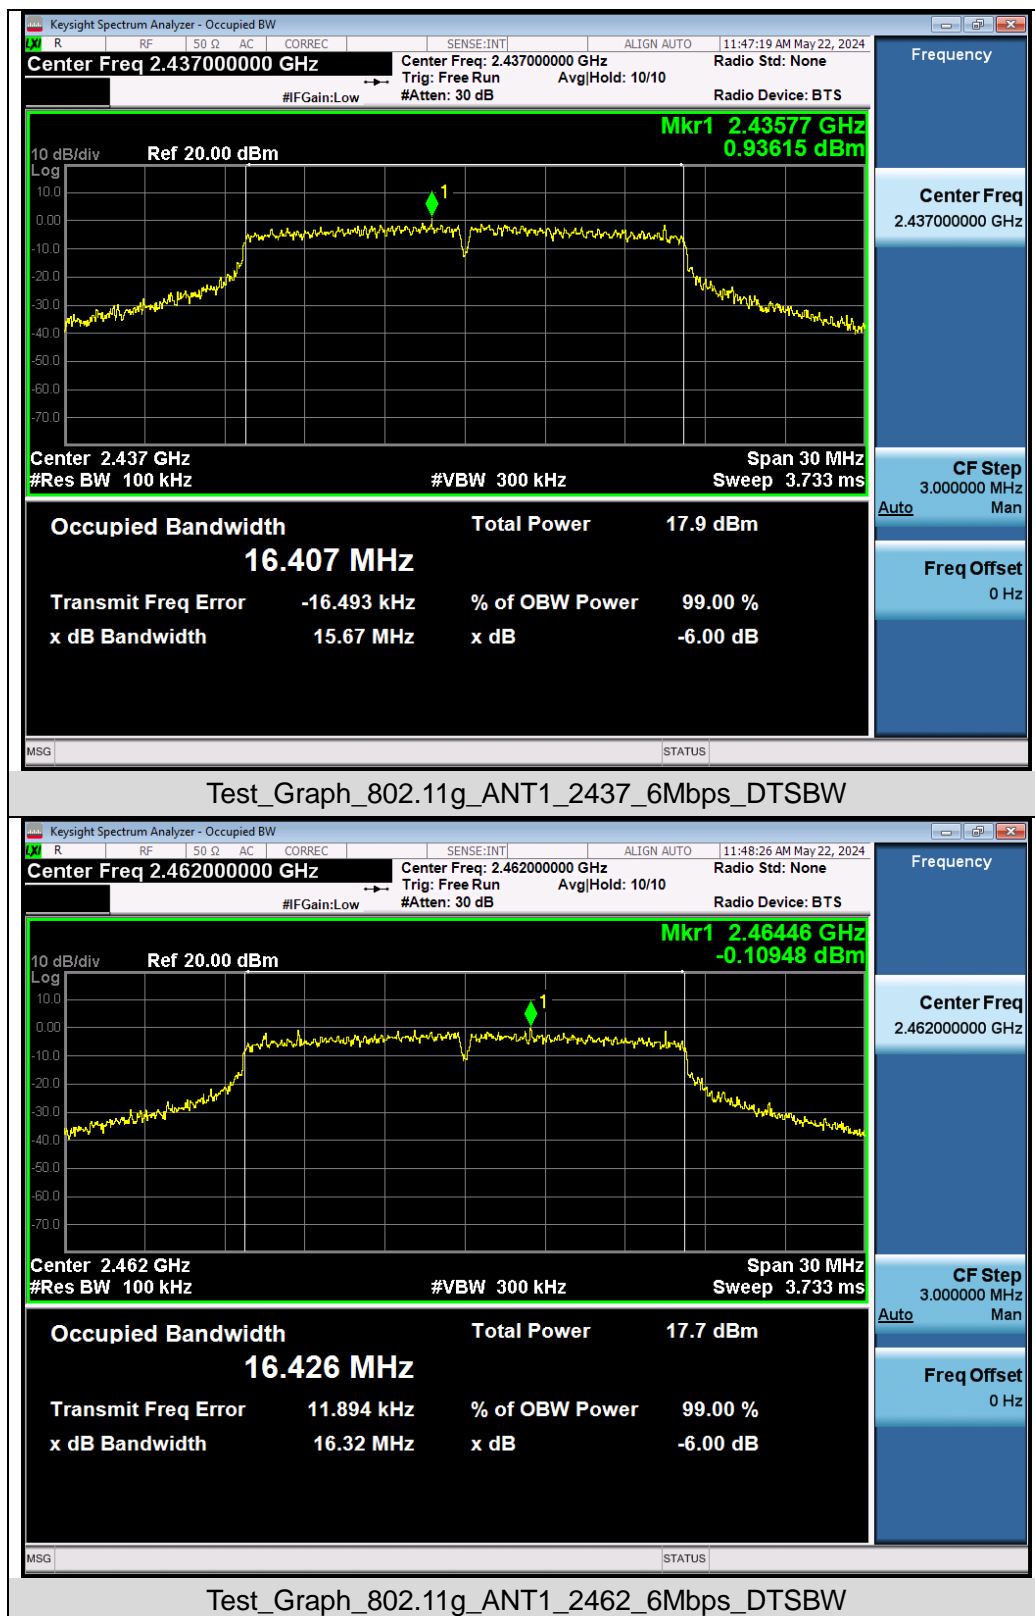 Keysight Spectrum Analyzer - Occupied BW
LXI R RF 50 Ω AC CORREC SENSE:INT ALIGN AUTO 11:47:19 AM May 22, 2024
Center Freq 2.437000000 GHz
Center Freq: 2.437000000 GHz Radio Std: None
Trig: Free Run Avg|Hold: 10/10
#IFGain:Low #Atten: 30 dB Radio Device: BTS
Frequency
Mkr1 2.43577 GHz
0.93615 dBm
10 dB/div Ref 20.00 dBm
Log
10.0
0.00
-10.0
-20.0
-30.0
-40.0
-50.0
-60.0
-70.0
1
Center 2.437 GHz Span 30 MHz
#Res BW 100 kHz #VBW 300 kHz Sweep 3.733 ms
Center Freq
2.437000000 GHz
CF Step
3.000000 MHz
Auto Man
Freq Offset
0 Hz
Occupied Bandwidth Total Power 17.9 dBm
16.407 MHz
Transmit Freq Error -16.493 kHz % of OBW Power 99.00 %
x dB Bandwidth 15.67 MHz x dB -6.00 dB
MSG STATUS
Test_Graph_802.11g_ANT1_2437_6Mbps_DTSBW
Keysight Spectrum Analyzer - Occupied BW
LXI R RF 50 Ω AC CORREC SENSE:INT ALIGN AUTO 11:48:26 AM May 22, 2024
Center Freq 2.462000000 GHz
Center Freq: 2.462000000 GHz Radio Std: None
Trig: Free Run Avg|Hold: 10/10
#IFGain:Low #Atten: 30 dB Radio Device: BTS
Frequency
Mkr1 2.46446 GHz
-0.10948 dBm
10 dB/div Ref 20.00 dBm
Log
10.0
0.00
-10.0
-20.0
-30.0
-40.0
-50.0
-60.0
-70.0
1
Center 2.462 GHz Span 30 MHz
#Res BW 100 kHz #VBW 300 kHz Sweep 3.733 ms
Center Freq
2.462000000 GHz
CF Step
3.000000 MHz
Auto Man
Freq Offset
0 Hz
Occupied Bandwidth Total Power 17.7 dBm
16.426 MHz
Transmit Freq Error 11.894 kHz % of OBW Power 99.00 %
x dB Bandwidth 16.32 MHz x dB -6.00 dB
MSG STATUS
Test_Graph_802.11g_ANT1_2462_6Mbps_DTSBW